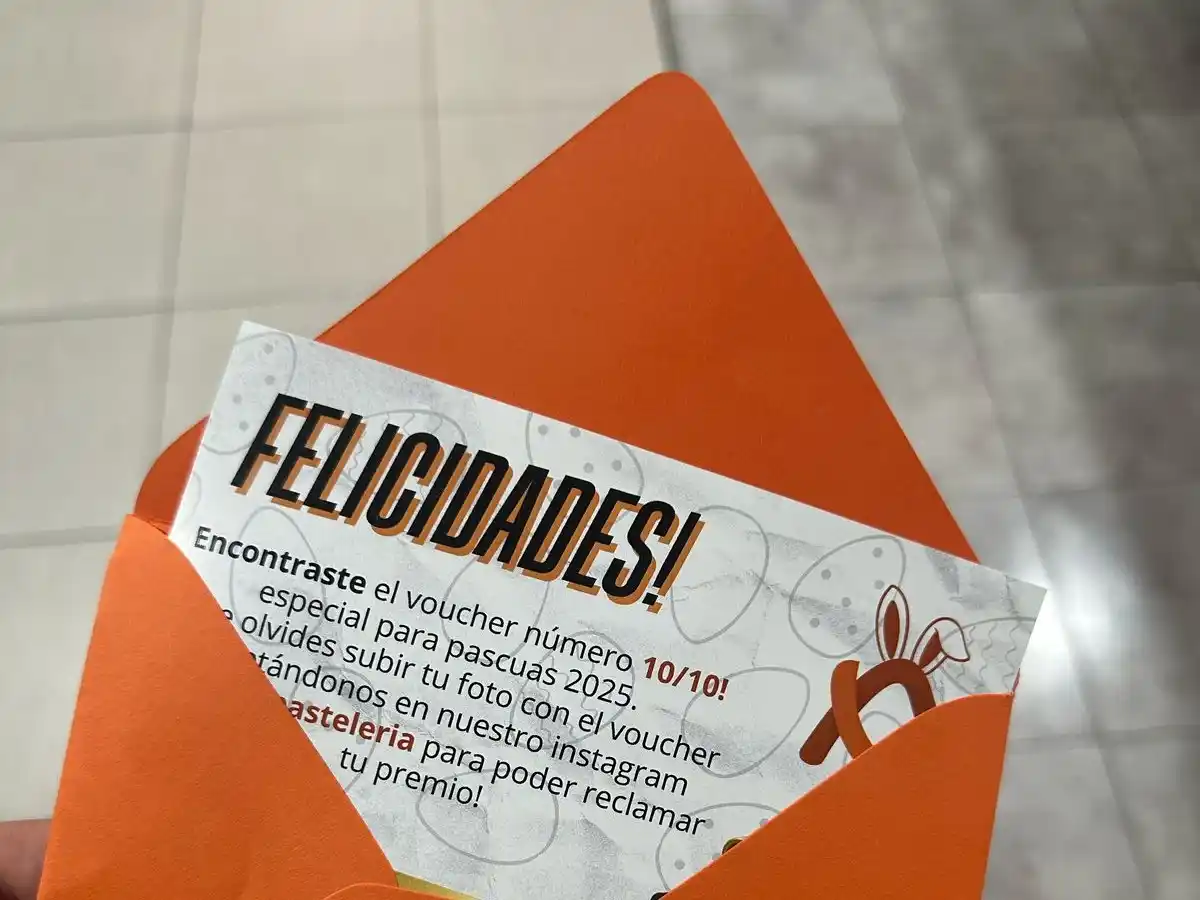 FELICIDADES!
Encontraste el voucher número 10/10!
especial para pascuas 2025.
olvides subir tu foto con el voucher
tándonos en nuestro instagram
asteleria para poder reclamar
tu premio!